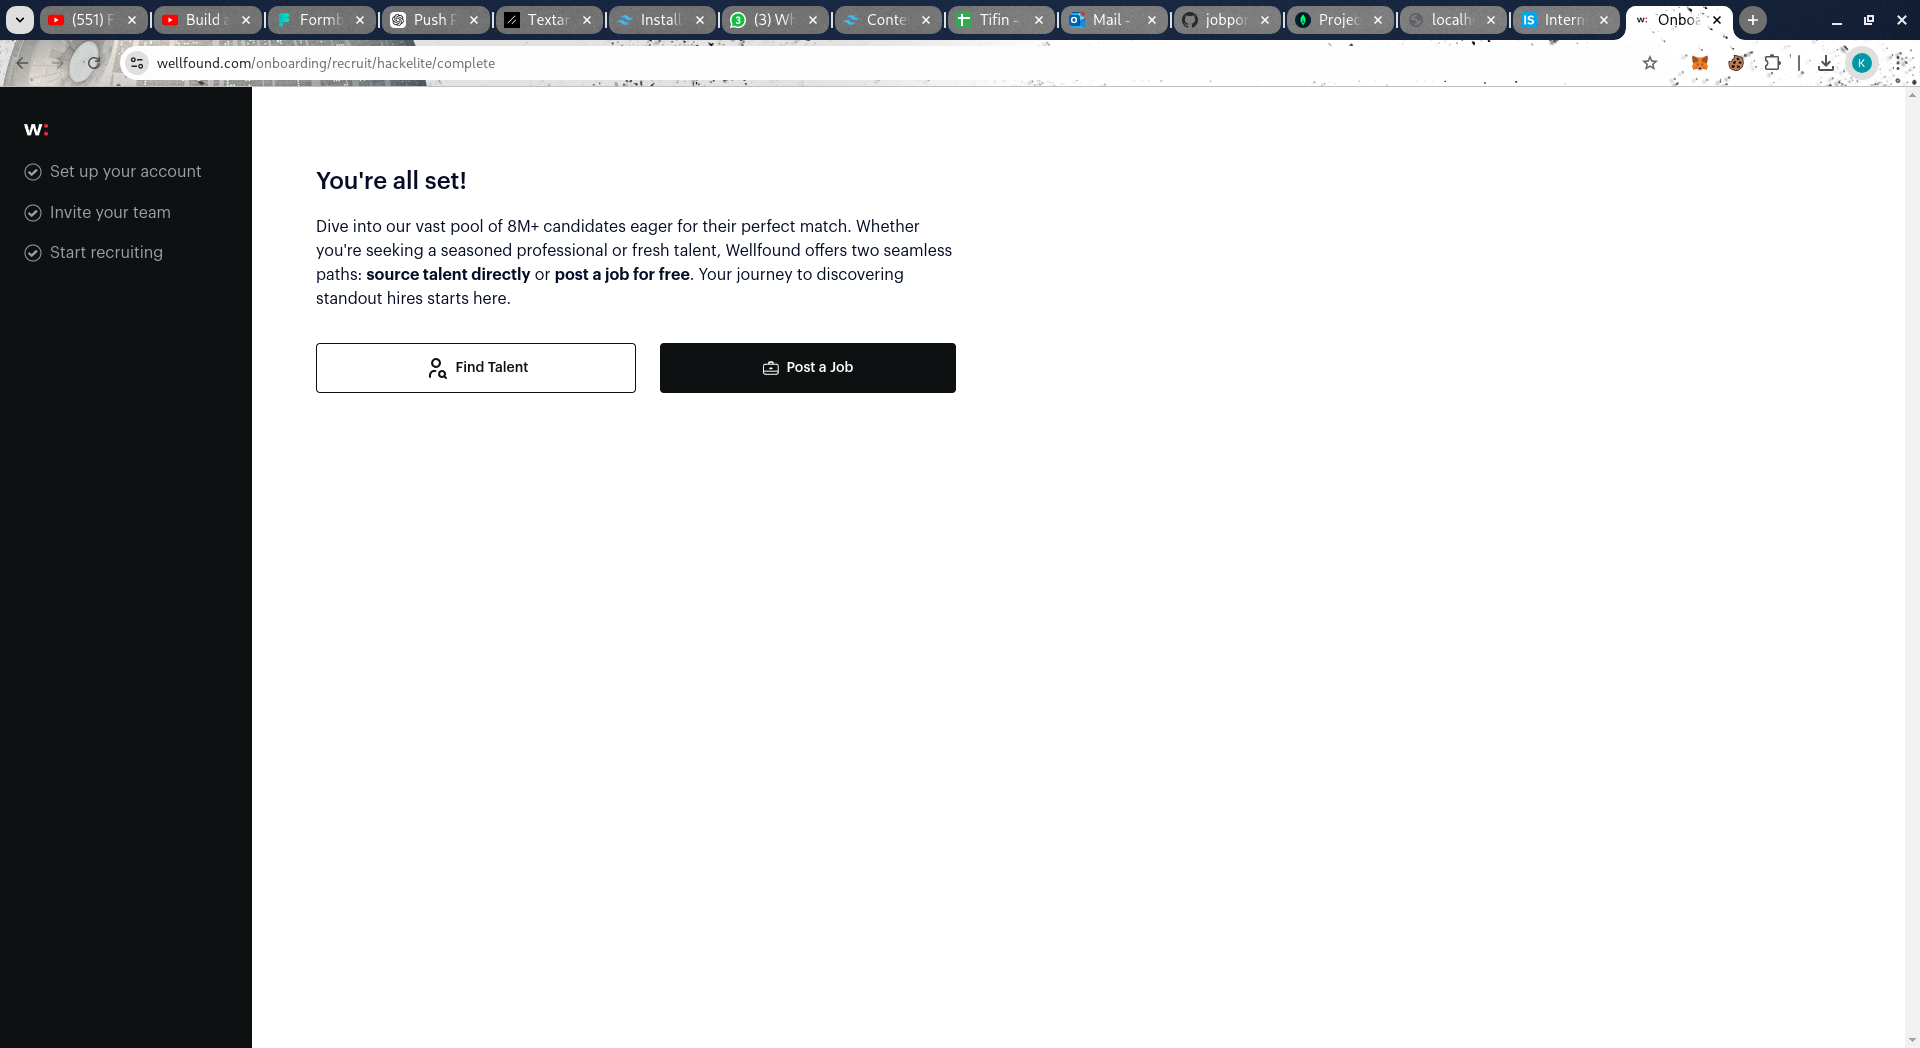 (551) F
Build a
Formb
Push F
Textar
Install
(3) Wh
Conte
Tifin -
Mail -
jobpor
Projec
localh
Intern
Onboa
wellfound.com/onboarding/recruit/hackelite/complete
K
w:
Set up your account
Invite your team
Start recruiting
You're all set!
Dive into our vast pool of 8M+ candidates eager for their perfect match. Whether
you're seeking a seasoned professional or fresh talent, Wellfound offers two seamless
paths: source talent directly or post a job for free. Your journey to discovering
standout hires starts here.
Find Talent
Post a Job